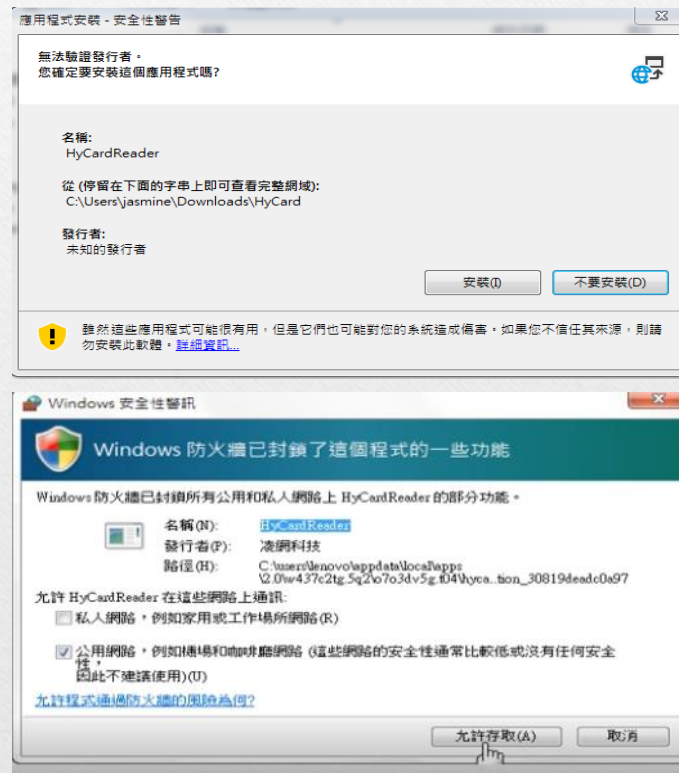 應用程式安裝 - 安全性警告
無法驗證發行者。
您確定要安裝這個應用程式嗎?
名稱:
HyCardReader
從 (停留在下面的字串上即可查看完整網域):
C:\Users\jasmine\Downloads\HyCard
發行者:
未知的發行者
安裝(I)
不要安裝(D)
雖然這些應用程式可能很有用，但是它們也可能對您的系統造成傷害。如果您不信任其來源，則請
勿安裝此軟體。詳細資訊...
Windows 安全性警訊
Windows 防火牆已封鎖了這個程式的一些功能
Windows 防火牆已封鎖所有公用和私人網路上 HyCardReader 的部分功能。
名稱(N): HyCardReader
發行者(P): 凌網科技
路徑(H): C:\users\lenovo\appdata\local\apps
\2.0\w437c2tg.5q2\o7o3dv5g.t04\hyca..tion_30819deadc0a97
允許 HyCardReader 在這些網路上通訊:
私人網路，例如家用或工作場所網路(R)
公用網路，例如機場和咖啡廳網路 (這些網路的安全性通常比較低或沒有任何安全
性，
因此不建議使用)(U)
允許程式通過防火牆的風險為何?
允許存取(A)
取消